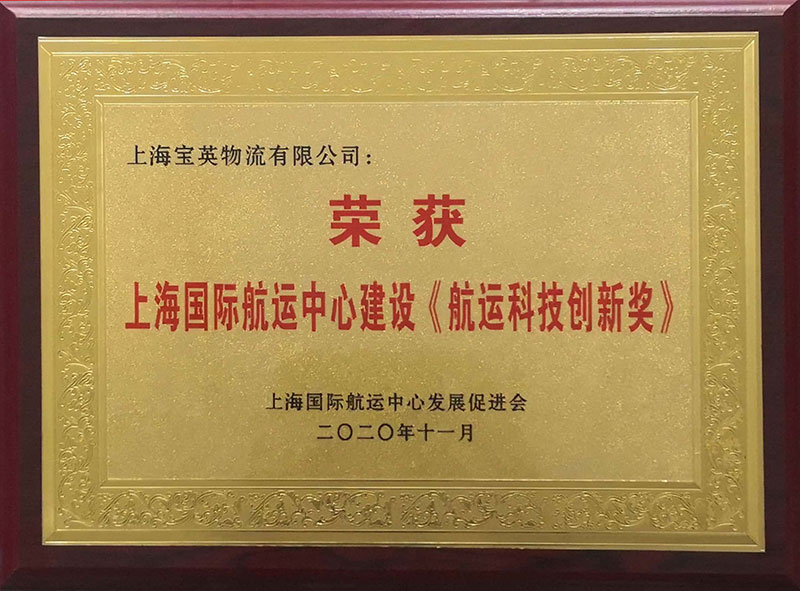 上海宝英物流有限公司：
荣获
上海国际航运中心建设《航运科技创新奖》
上海国际航运中心发展促进会
二〇二〇年十一月